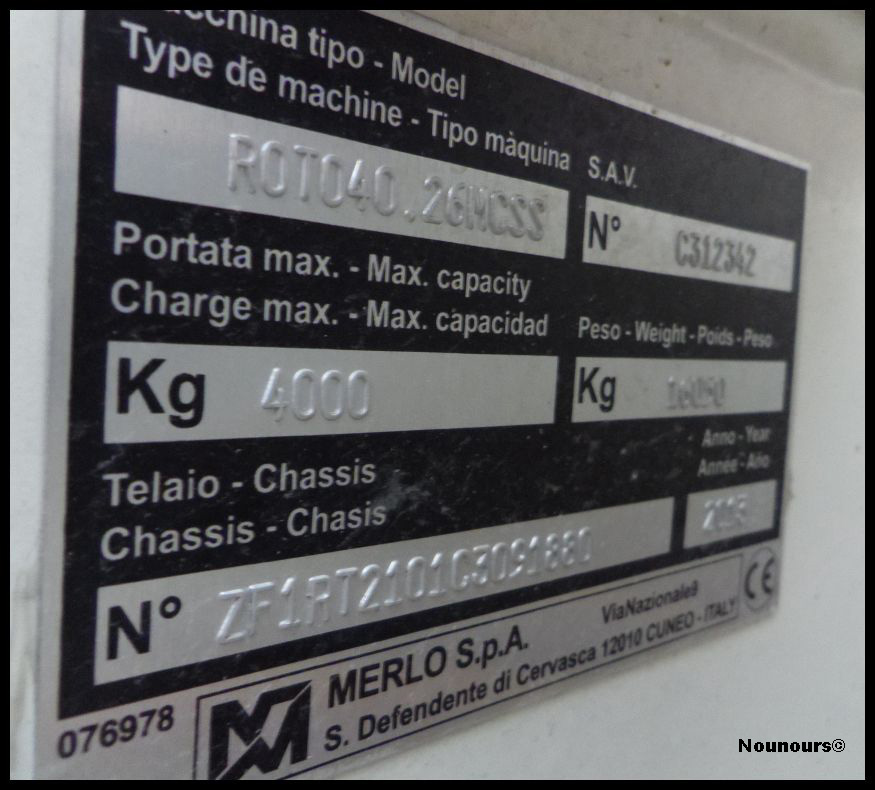 tipo - Model
Type de machine - Tipo màquina
ROTO40.26MCSS
S.A.V.
N° C312342
Portata max. - Max. capacity
Charge max. - Max. capacidad
Kg 4000
Peso - Weight - Poids - Peso
Kg
Anno - Year
Année - Año
Telaio - Chassis
Chassis - Chasis
N° ZF1RT2101C3091880
076978
MERLO S.p.A.
ViaNazionale9
S. Defendente di Cervasca 12010 CUNEO - ITALY
CE
Nounours©